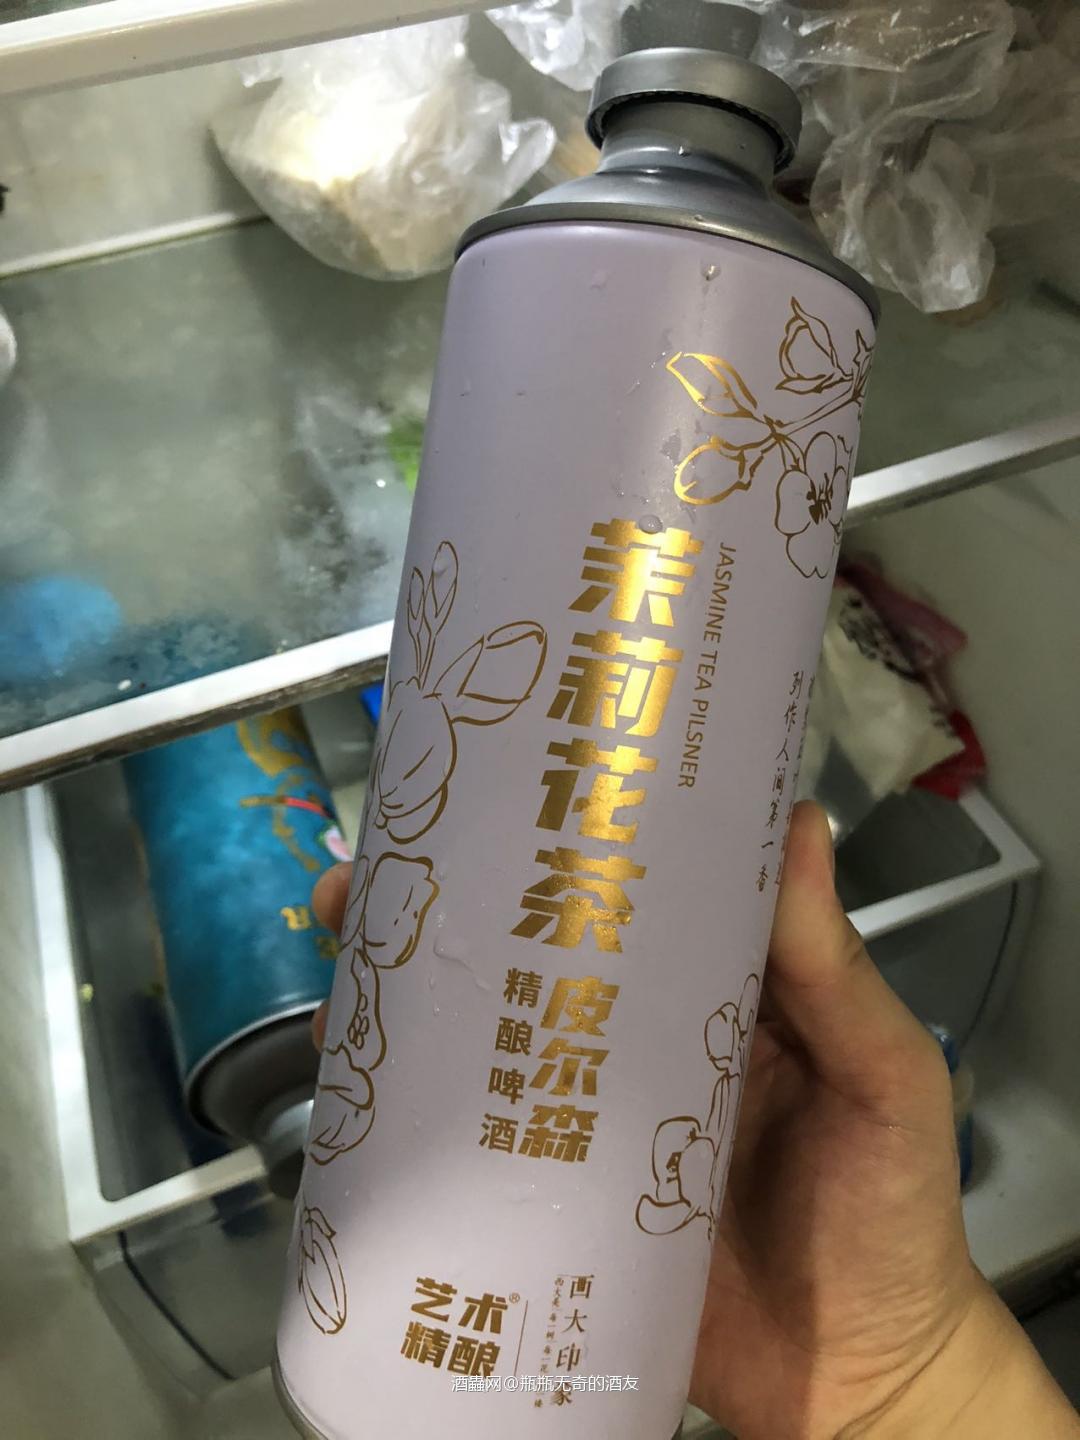 茉莉花茶
JASMINE TEA PILSNER
列作人间第一香
皮尔森
精酿啤酒
艺术®
精酿
西大印象
酒蟲网@瓶瓶无奇的酒友